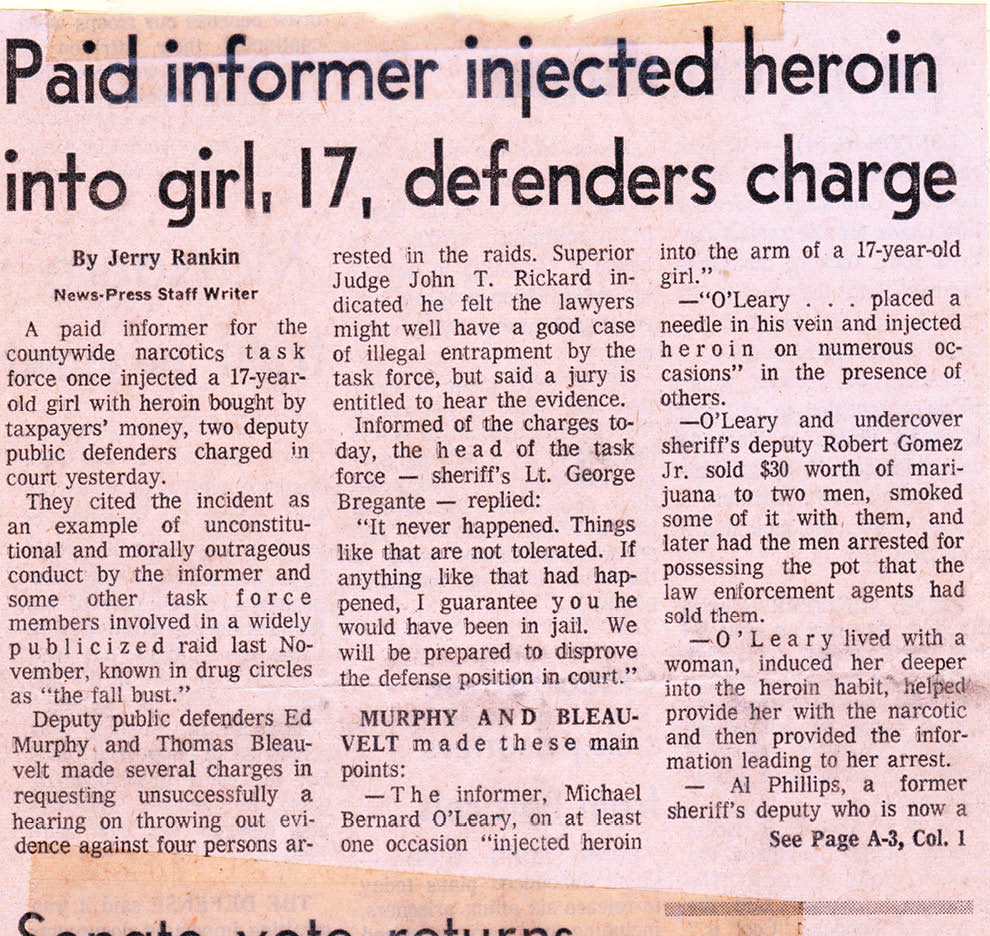 Paid informer injected heroin
into girl, 17, defenders charge
By Jerry Rankin
News-Press Staff Writer
A paid informer for the
countywide narcotics task
force once injected a 17-year-
old girl with heroin bought by
taxpayers' money, two deputy
public defenders charged in
court yesterday.
They cited the incident as
an example of unconstitu-
tional and morally outrageous
conduct by the informer and
some other task force
members involved in a widely
publicized raid last No-
vember, known in drug circles
as "the fall bust."
Deputy public defenders Ed
Murphy and Thomas Bleau-
velt made several charges in
requesting unsuccessfully a
hearing on throwing out evi-
dence against four persons ar-
rested in the raids. Superior
Judge John T. Rickard in-
dicated he felt the lawyers
might well have a good case
of illegal entrapment by the
task force, but said a jury is
entitled to hear the evidence.
Informed of the charges to-
day, the head of the task
force — sheriff's Lt. George
Bregante — replied:
"It never happened. Things
like that are not tolerated. If
anything like that had hap-
pened, I guarantee you he
would have been in jail. We
will be prepared to disprove
the defense position in court."
MURPHY AND BLEAU-
VELT made these main
points:
—The informer, Michael
Bernard O'Leary, on at least
one occasion "injected heroin
into the arm of a 17-year-old
girl."
—"O'Leary . . . placed a
needle in his vein and injected
heroin on numerous oc-
casions" in the presence of
others.
—O'Leary and undercover
sheriff's deputy Robert Gomez
Jr. sold $30 worth of mari-
juana to two men, smoked
some of it with them, and
later had the men arrested for
possessing the pot that the
law enforcement agents had
sold them.
—O'Leary lived with a
woman, induced her deeper
into the heroin habit, helped
provide her with the narcotic
and then provided the infor-
mation leading to her arrest.
— Al Phillips, a former
sheriff's deputy who is now a
See Page A-3, Col. 1
Senate vote returns